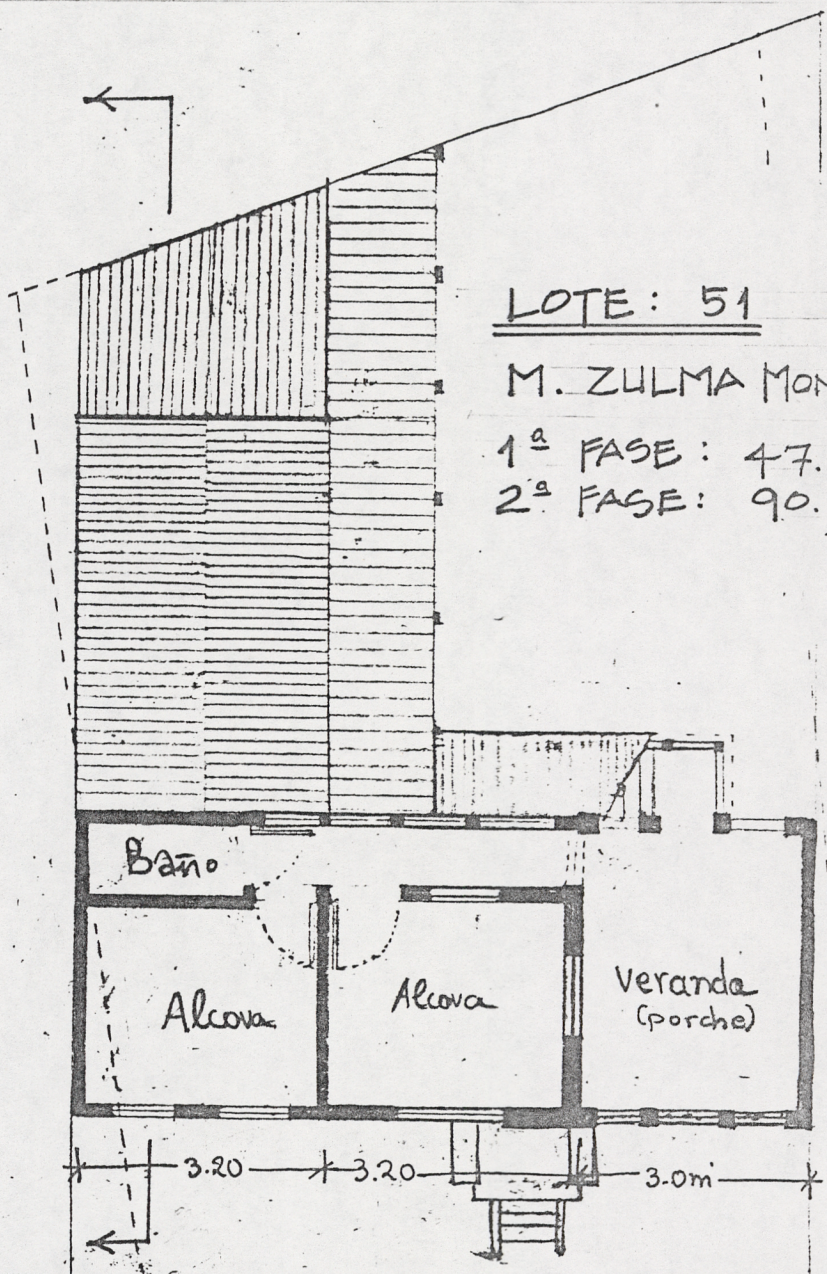 LOTE: 51
M. ZULMA MON
1ª FASE: 47.
2ª FASE: 90.
Baño
Alcova
Alcova
Veranda
(porche)
3.20
3.20
3.0m